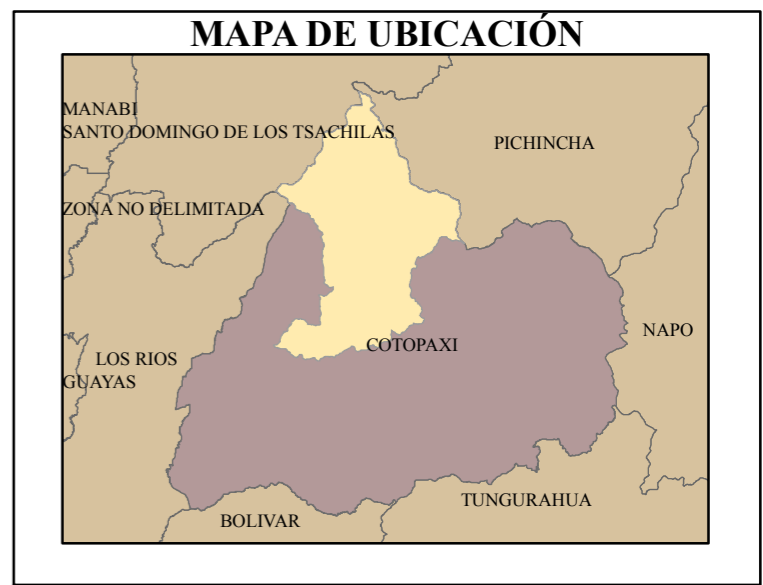 MAPA DE UBICACIÓN
MANABI
SANTO DOMINGO DE LOS TSACHILAS
PICHINCHA
ZONA NO DELIMITADA
NAPO
COTOPAXI
LOS RIOS
GUAYAS
TUNGURAHUA
BOLIVAR